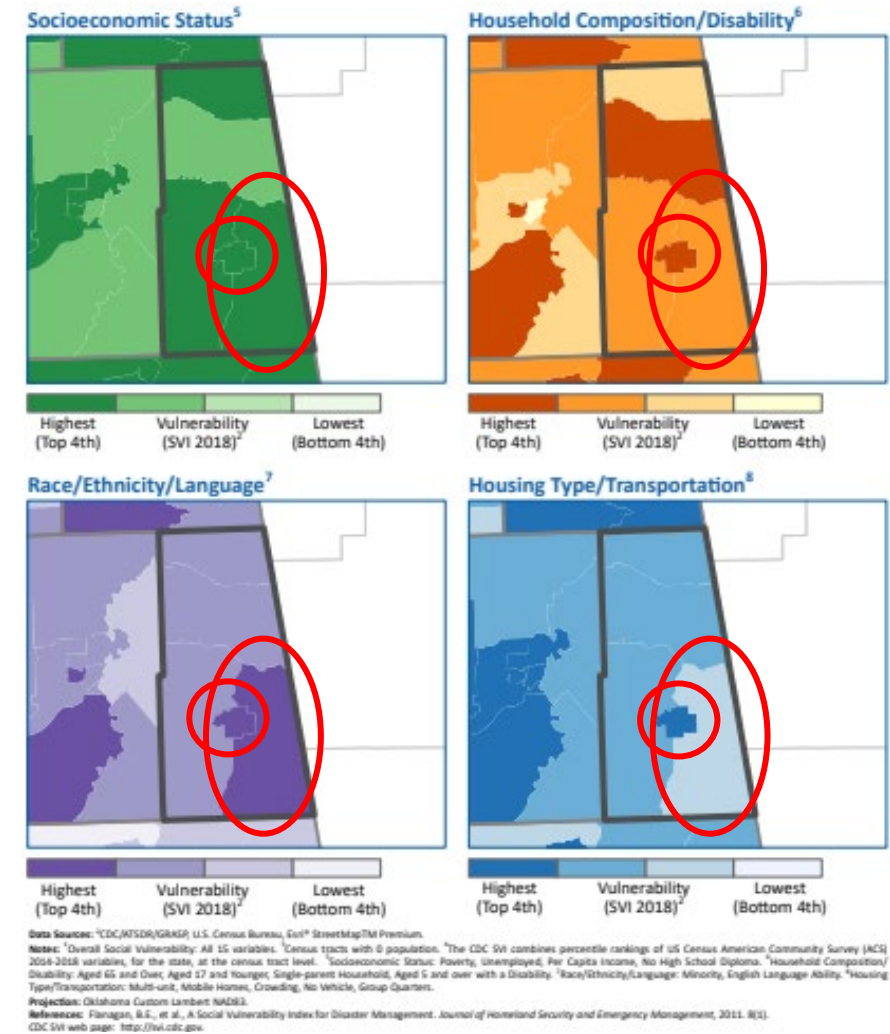 Socioeconomic Status⁵
Household Composition/Disability⁶
Highest
(Top 4th)
Vulnerability
(SVI 2018)²
Lowest
(Bottom 4th)
Highest
(Top 4th)
Vulnerability
(SVI 2018)²
Lowest
(Bottom 4th)
Race/Ethnicity/Language⁷
Housing Type/Transportation⁸
Highest
(Top 4th)
Vulnerability
(SVI 2018)²
Lowest
(Bottom 4th)
Highest
(Top 4th)
Vulnerability
(SVI 2018)²
Lowest
(Bottom 4th)
Data Sources: ²CDC/ATSDR/GRASP, U.S. Census Bureau, Esri® StreetMapTM Premium.
Notes: ¹Overall Social Vulnerability: All 15 variables. ³Census tracts with 0 population. ⁴The CDC SVI combines percentile rankings of US Census American Community Survey (ACS)
2014-2018 variables, for the state, at the census tract level. ⁵Socioeconomic Status: Poverty, Unemployed, Per Capita Income, No High School Diploma. ⁶Household Composition/
Disability: Aged 65 and Over, Aged 17 and Younger, Single-parent Household, Aged 5 and over with a Disability. ⁷Race/Ethnicity/Language: Minority, English Language Ability. ⁸Housing
Type/Transportation: Multi-unit, Mobile Homes, Crowding, No Vehicle, Group Quarters.
Projection: Oklahoma Custom Lambert NAD83.
References: Flanagan, B.E., et al., A Social Vulnerability Index for Disaster Management. Journal of Homeland Security and Emergency Management, 2011. 8(1).
CDC SVI web page: http://svi.cdc.gov.